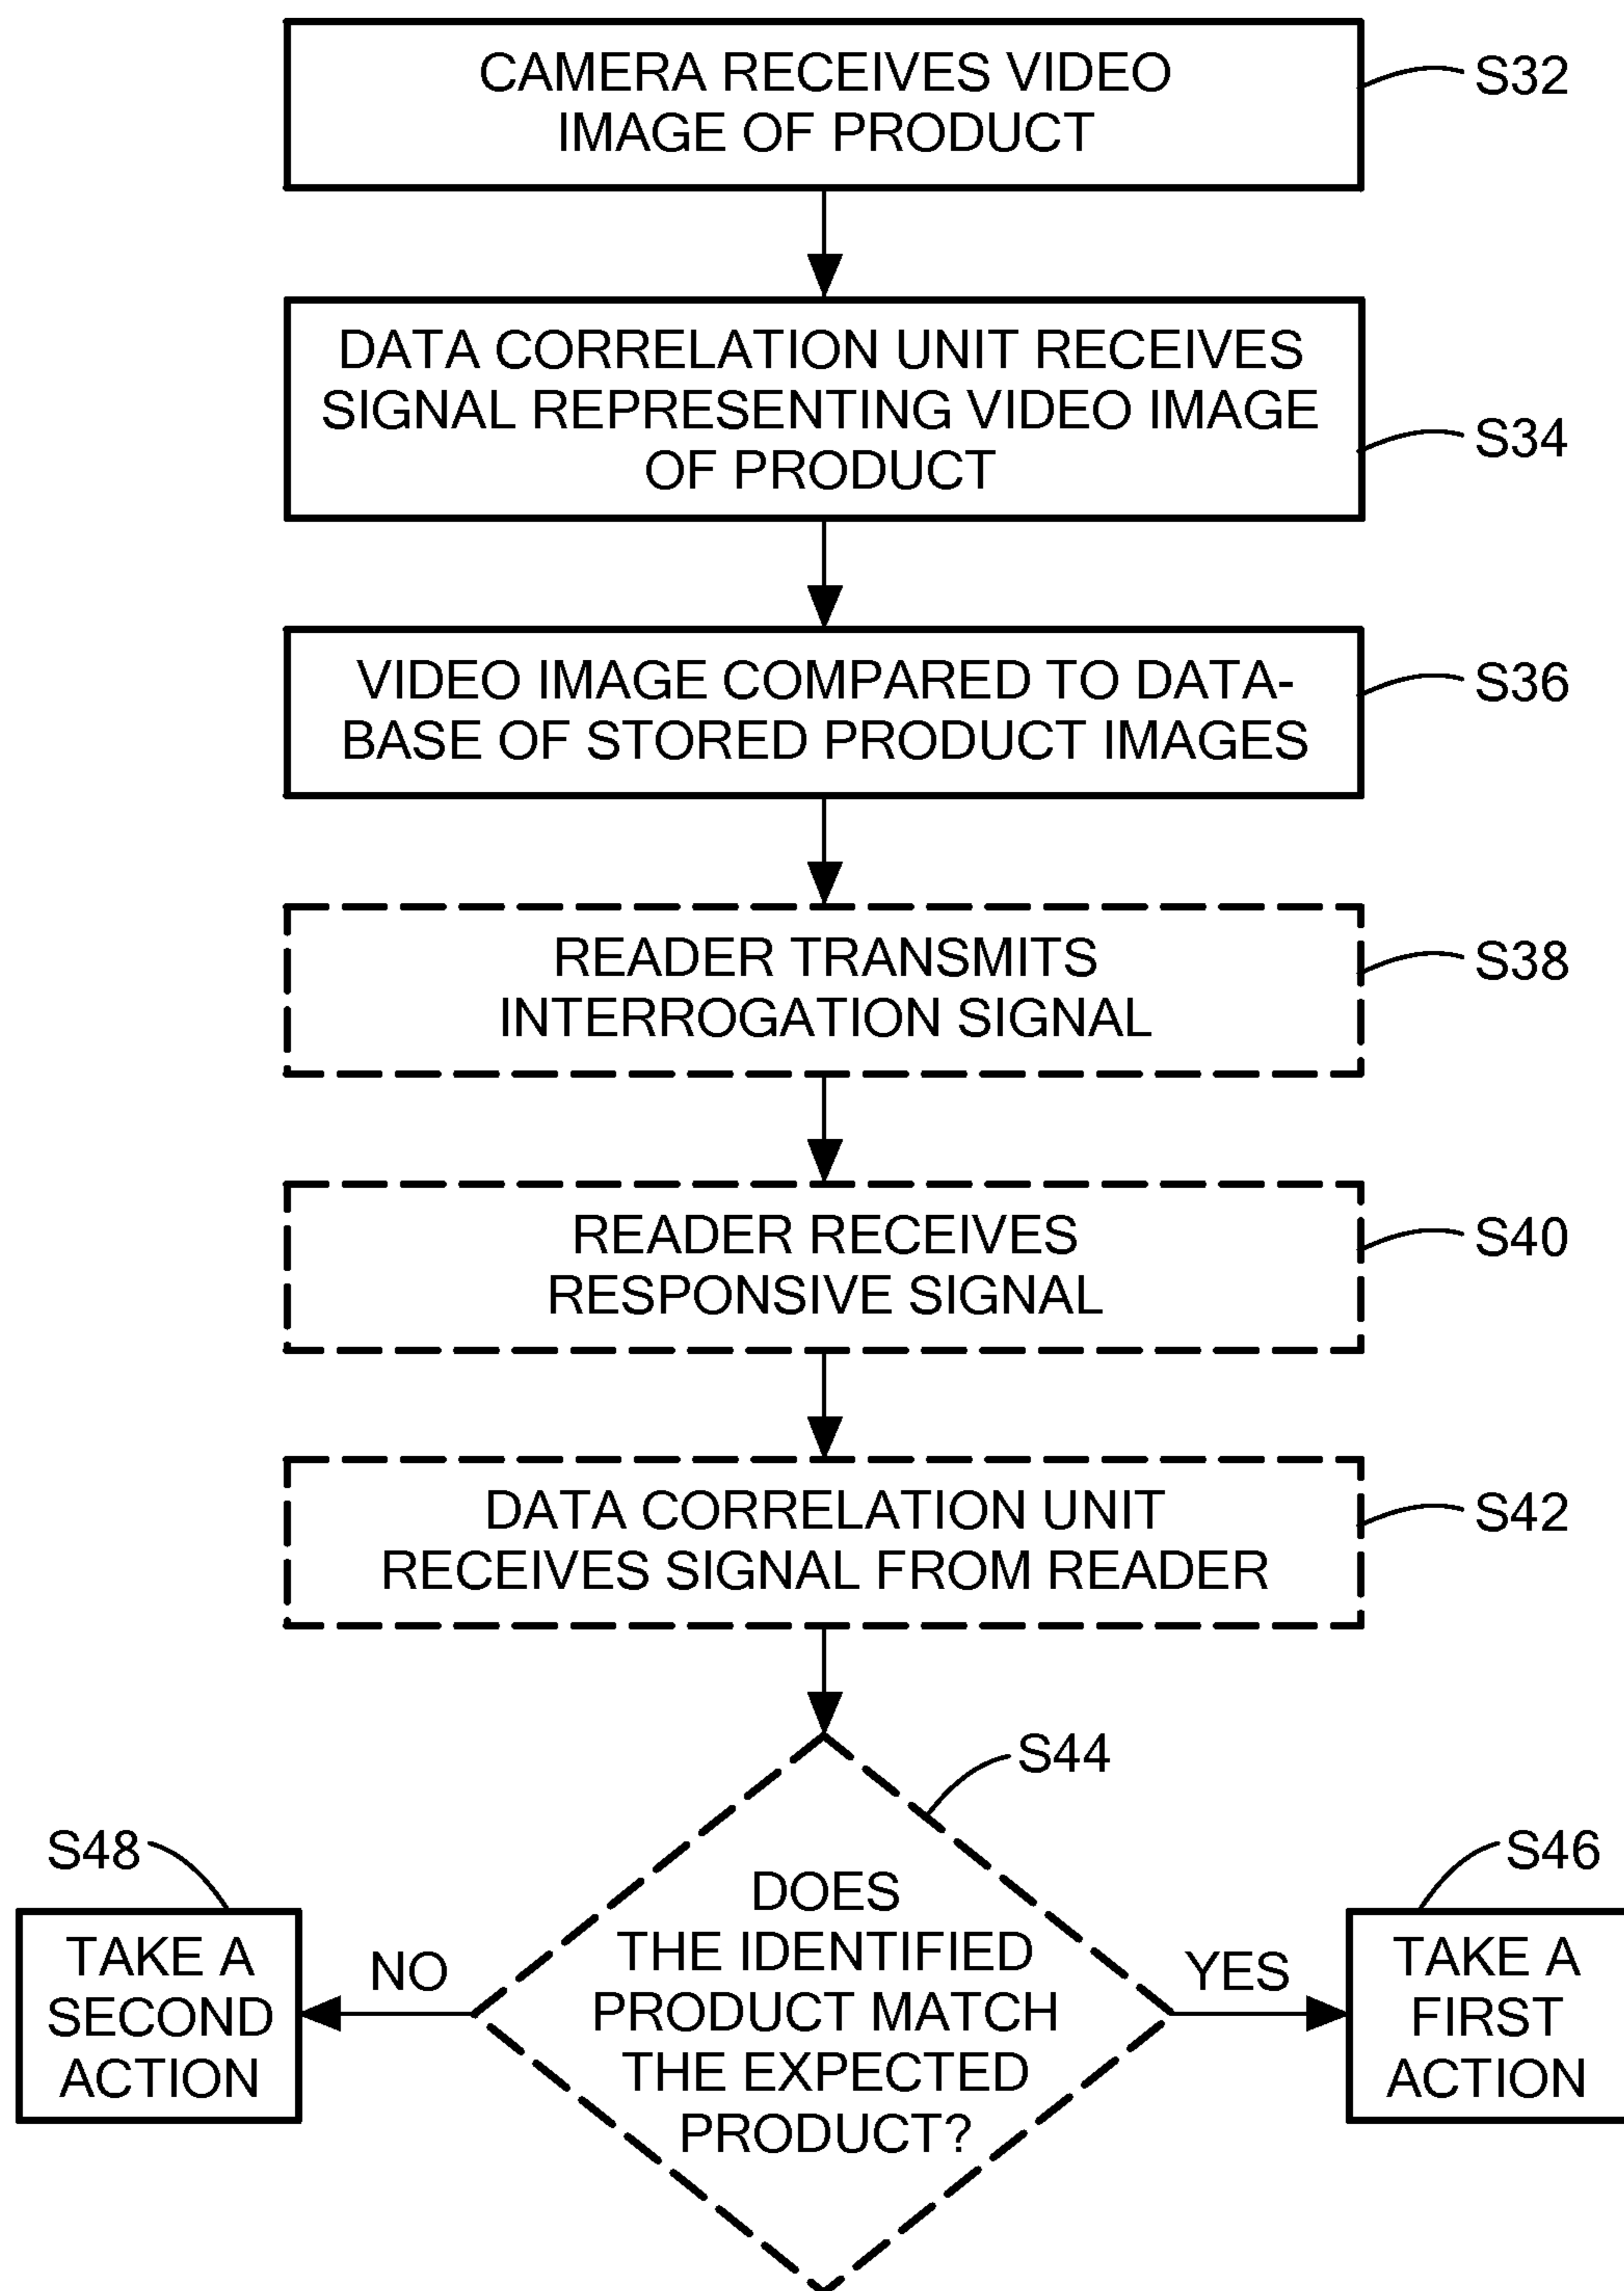 CAMERA RECEIVES VIDEO
IMAGE OF PRODUCT
S32
DATA CORRELATION UNIT RECEIVES
SIGNAL REPRESENTING VIDEO IMAGE
OF PRODUCT
S34
VIDEO IMAGE COMPARED TO DATA-
BASE OF STORED PRODUCT IMAGES
S36
READER TRANSMITS
INTERROGATION SIGNAL
S38
READER RECEIVES
RESPONSIVE SIGNAL
S40
DATA CORRELATION UNIT
RECEIVES SIGNAL FROM READER
S42
S44
DOES
THE IDENTIFIED
PRODUCT MATCH
THE EXPECTED
PRODUCT?
S48
NO
TAKE A
SECOND
ACTION
S46
YES
TAKE A
FIRST
ACTION